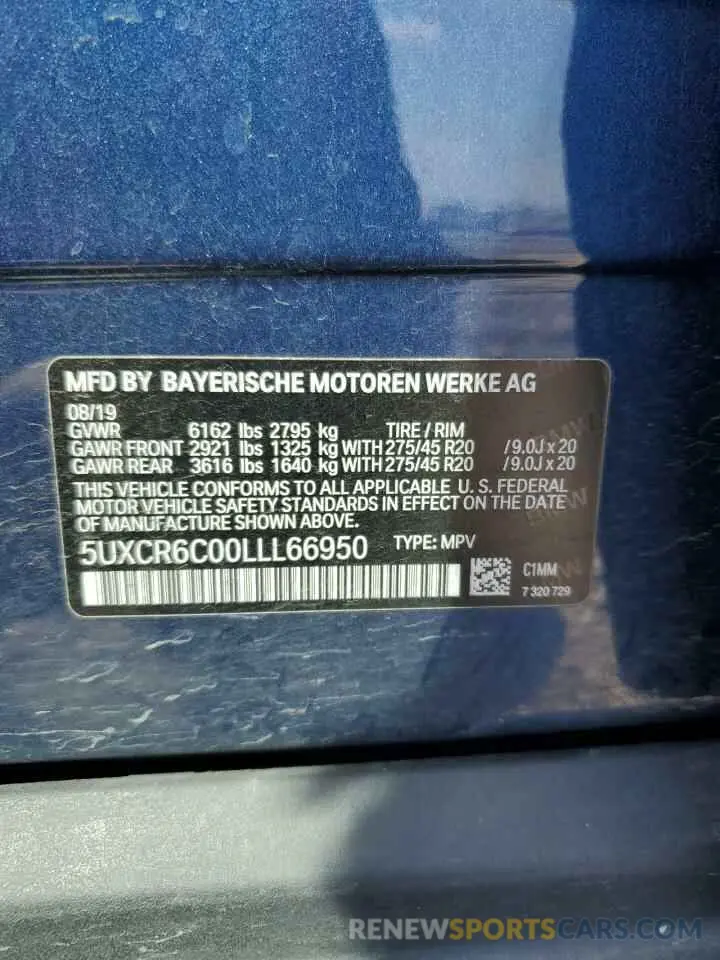 MFD BY BAYERISCHE MOTOREN WERKE AG
08/19
GVWR 6162 lbs 2795 kg TIRE / RIM
GAWR FRONT 2921 lbs 1325 kg WITH 275/45 R20 / 9.0J x 20
GAWR REAR 3616 lbs 1640 kg WITH 275/45 R20 / 9.0J x 20
THIS VEHICLE CONFORMS TO ALL APPLICABLE U. S. FEDERAL
MOTOR VEHICLE SAFETY STANDARDS IN EFFECT ON THE DATE
OF MANUFACTURE SHOWN ABOVE.
5UXCR6C00LLL66950 TYPE: MPV
C1MM
7 320 729
RENEWSPORTSCARS.COM